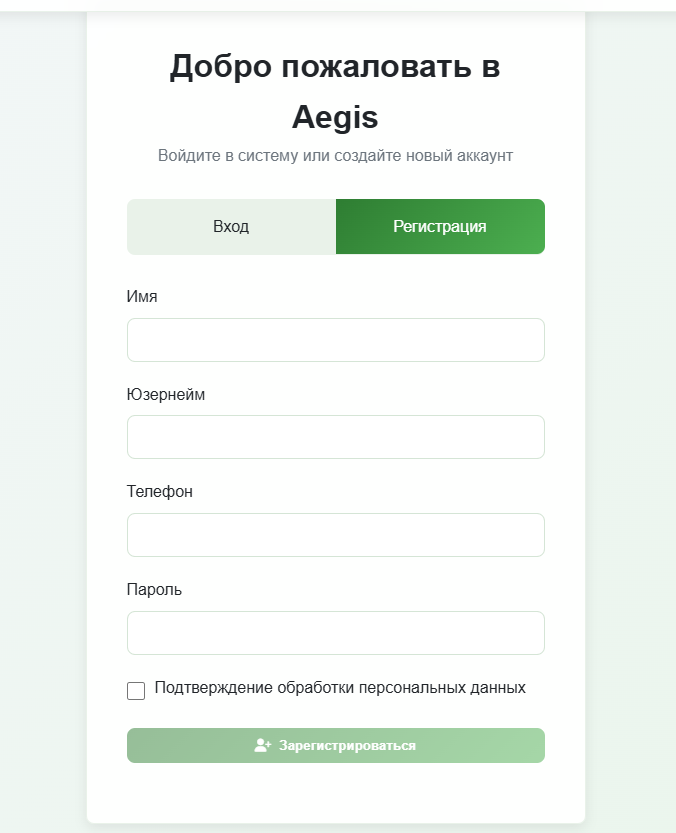 Добро пожаловать в
Aegis
Войдите в систему или создайте новый аккаунт
Вход
Регистрация
Имя
Юзернейм
Телефон
Пароль
Подтверждение обработки персональных данных
Зарегистрироваться